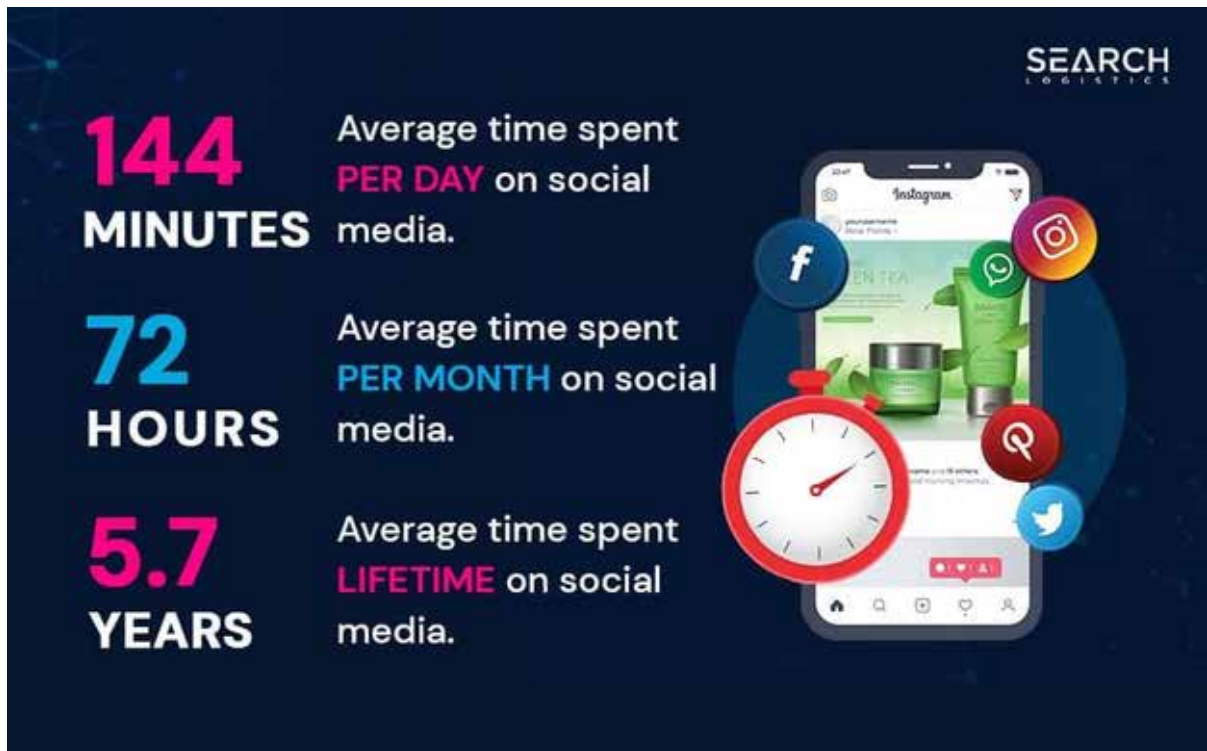 SEARCH
LOGISTICS
144
MINUTES
Average time spent
PER DAY on social
media.
72
HOURS
Average time spent
PER MONTH on social
media.
5.7
YEARS
Average time spent
LIFETIME on social
media.
Instagram
yourusername